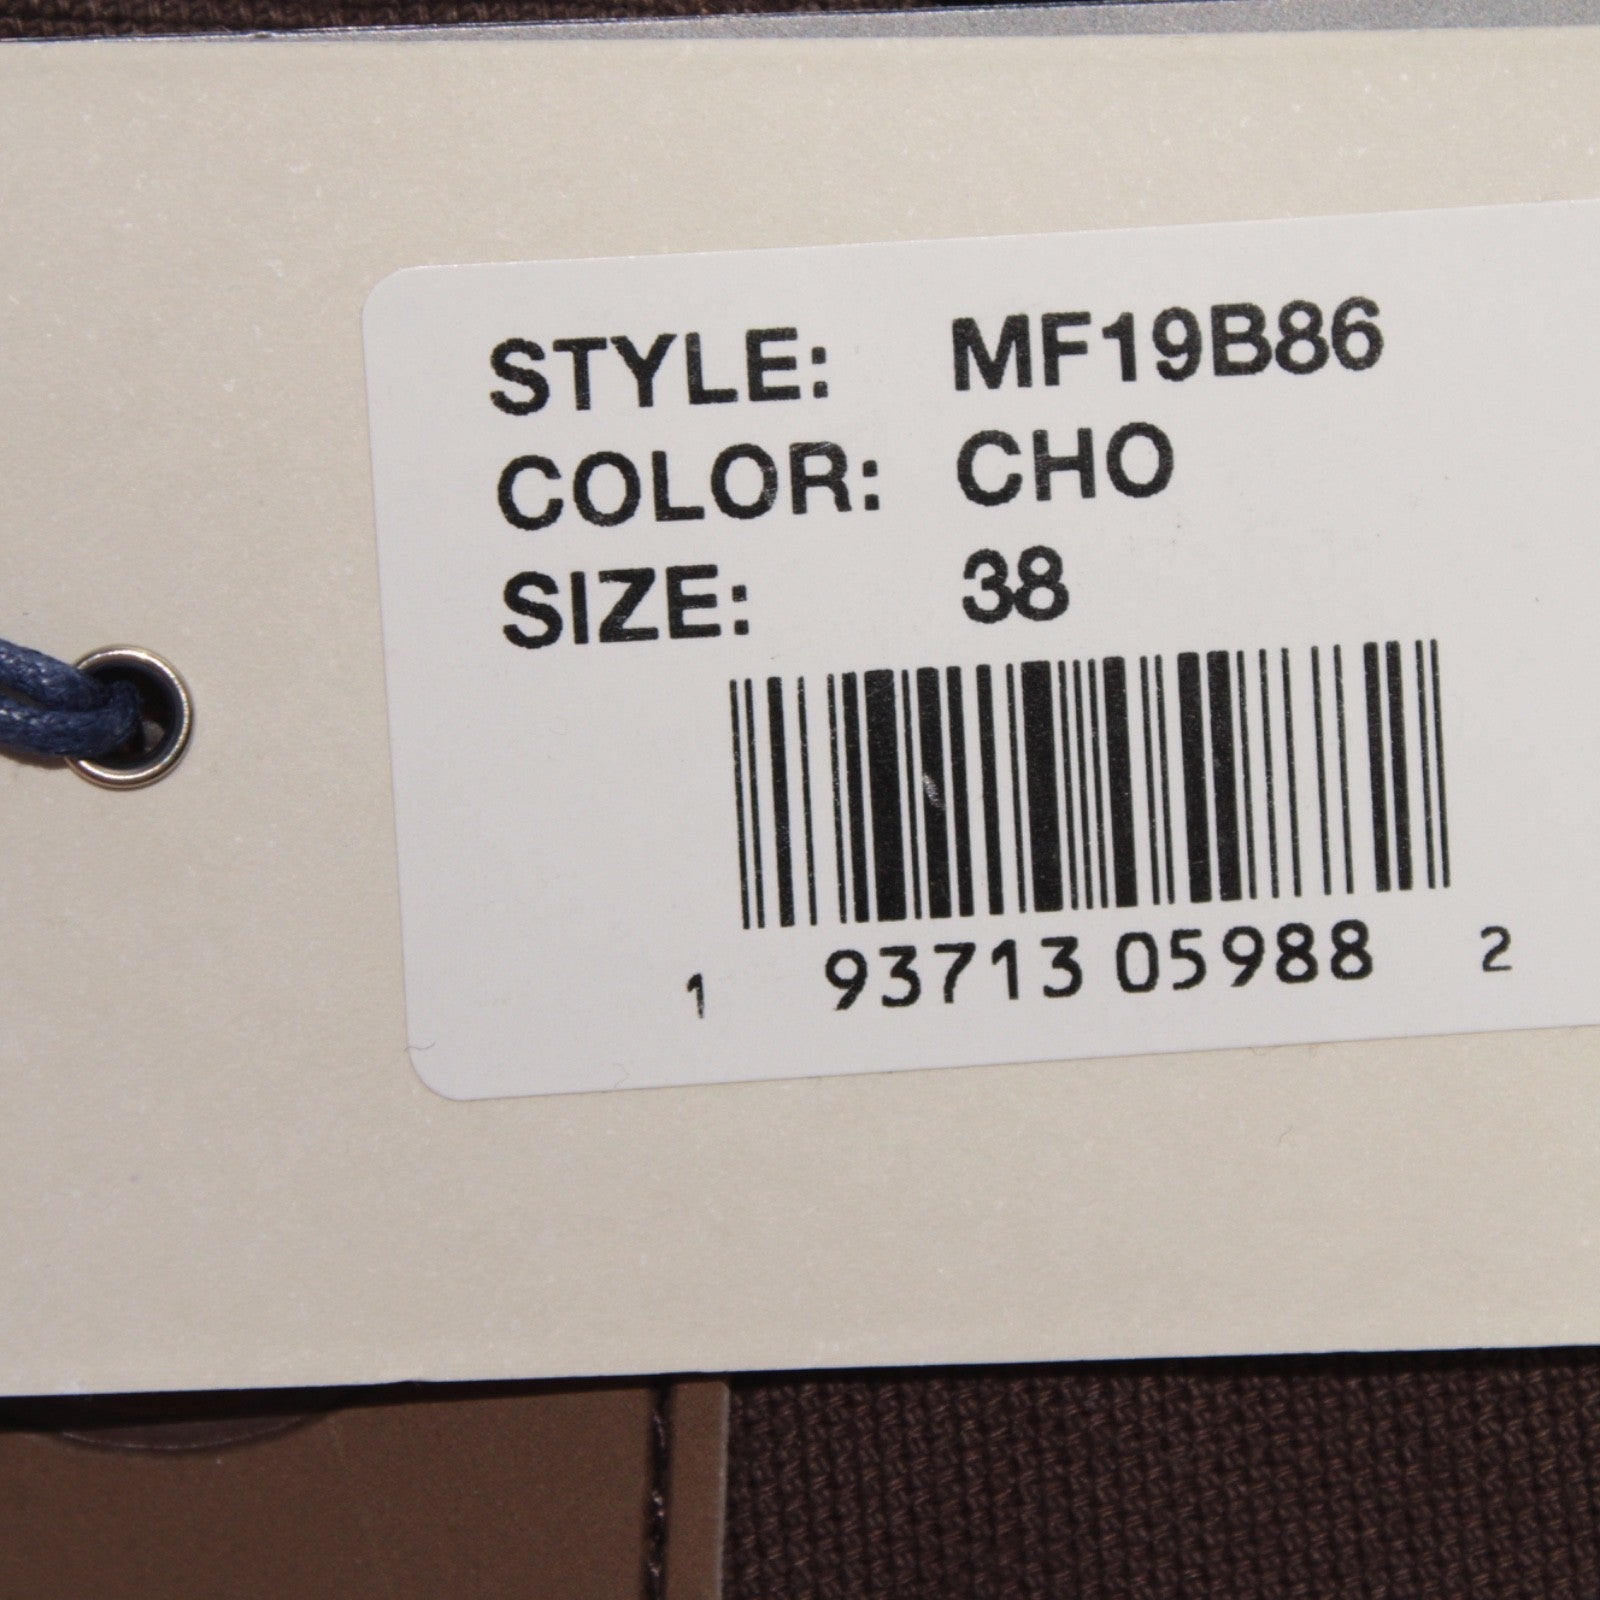 STYLE: MF19B86
COLOR: CHO
SIZE: 38
1 93713 05988 2